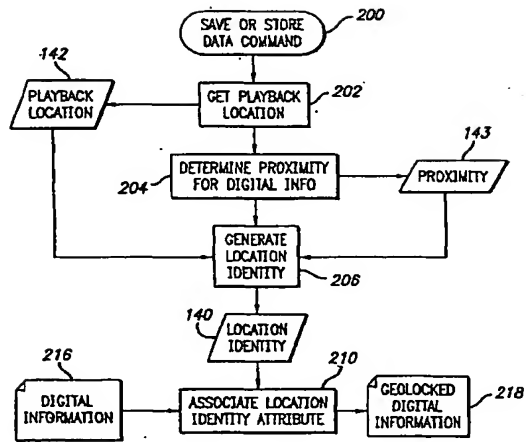 SAVE OR STORE
DATA COMMAND
200
142
PLAYBACK
LOCATION
GET PLAYBACK
LOCATION
202
143
DETERMINE PROXIMITY
FOR DIGITAL INFO
204
PROXIMITY
GENERATE
LOCATION
IDENTITY
206
140
LOCATION
IDENTITY
216
210
DIGITAL
INFORMATION
ASSOCIATE LOCATION
IDENTITY ATTRIBUTE
GEOLOCKED
DIGITAL
INFORMATION
218